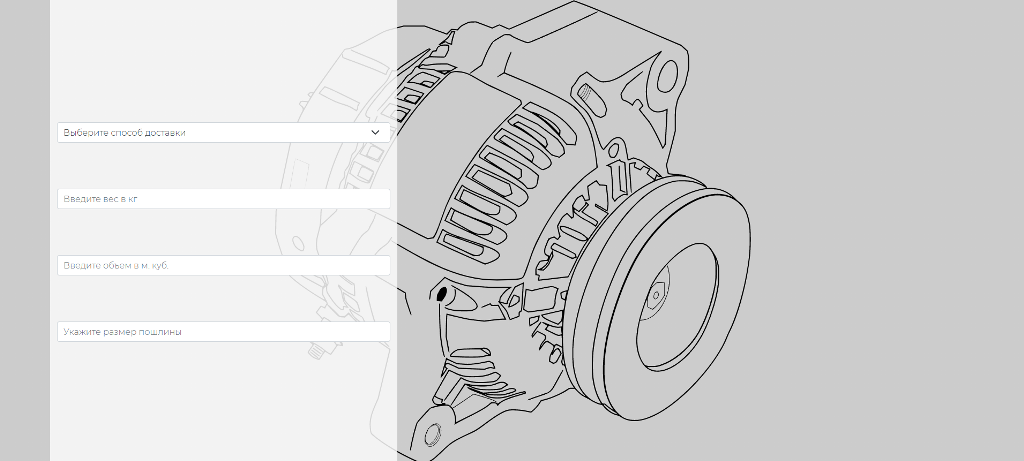 Выберите способ доставки
Введите вес в кг
Введите объем в м. куб.
Укажите размер пошлины